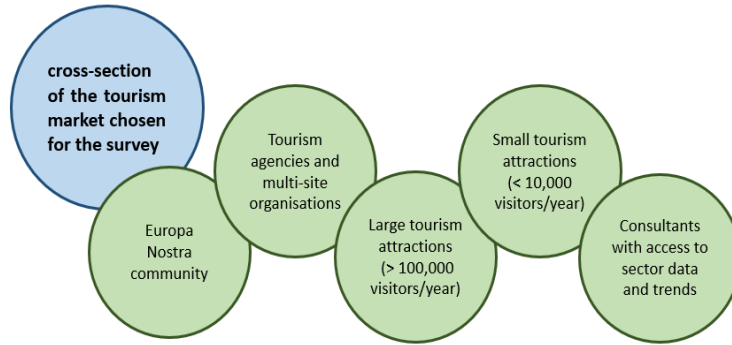 cross-section
of the tourism
market chosen
for the survey
Europa
Nostra
community
Tourism
agencies and
multi-site
organisations
Large tourism
attractions
(> 100,000
visitors/year)
Small tourism
attractions
(< 10,000
visitors/year)
Consultants
with access to
sector data
and trends